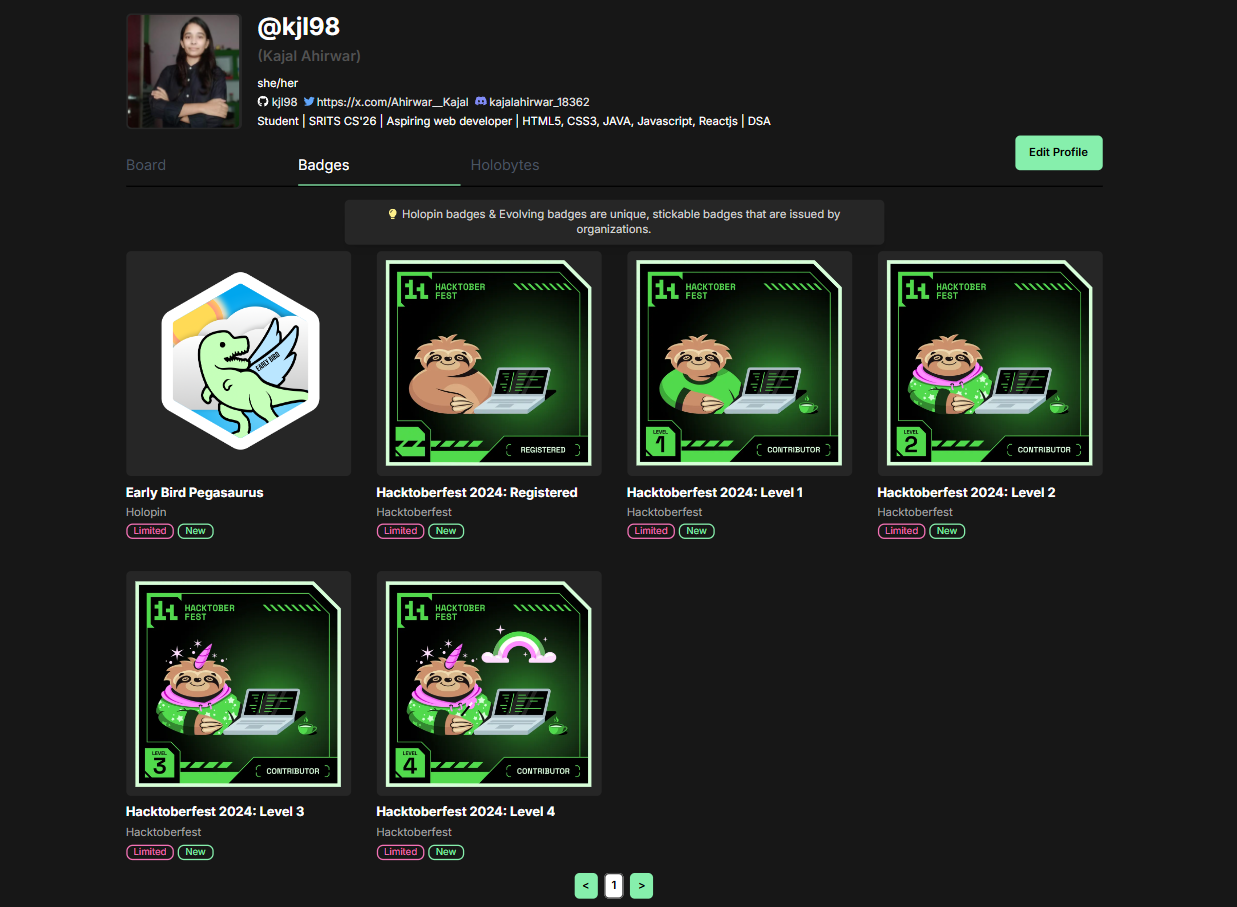 @kjl98
(Kajal Ahirwar)
she/her
kjl98 https://x.com/Ahirwar__Kajal kajalahirwar_18362
Student | SRITS CS'26 | Aspiring web developer | HTML5, CSS3, JAVA, Javascript, Reactjs | DSA
Edit Profile
Board Badges Holobytes
💡 Holopin badges & Evolving badges are unique, stickable badges that are issued by
organizations.
EARLY BIRD
Early Bird Pegasaurus
Holopin
Limited New
11 HACKTOBER
FEST
REGISTERED
Hacktoberfest 2024: Registered
Hacktoberfest
Limited New
11 HACKTOBER
FEST
LEVEL
1
CONTRIBUTOR
Hacktoberfest 2024: Level 1
Hacktoberfest
Limited New
11 HACKTOBER
FEST
LEVEL
2
CONTRIBUTOR
Hacktoberfest 2024: Level 2
Hacktoberfest
Limited New
11 HACKTOBER
FEST
LEVEL
3
CONTRIBUTOR
Hacktoberfest 2024: Level 3
Hacktoberfest
Limited New
11 HACKTOBER
FEST
LEVEL
4
CONTRIBUTOR
Hacktoberfest 2024: Level 4
Hacktoberfest
Limited New
< 1 >